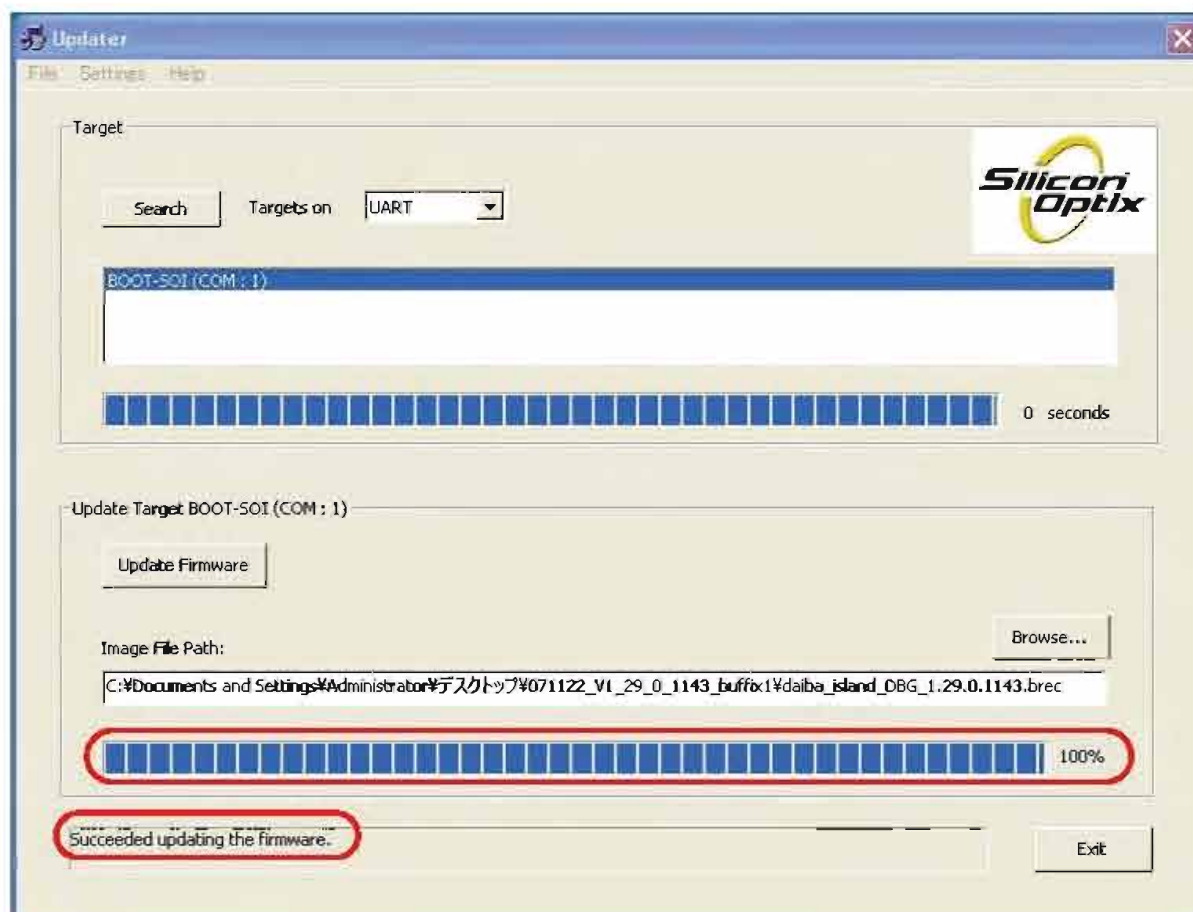 Updater
File Settings Help
Target
Silicon
Optix
Search Targets on UART
BOOT-SOI (COM : 1)
0 seconds
Update Target BOOT-SOI (COM : 1)
Update Firmware
Browse...
Image File Path:
C:¥Documents and Settings¥Administrator¥デスクトップ¥071122_V1_29_0_1143_buffix1¥daiba_island_DBG_1.29.0.1143.brec
100%
Succeeded updating the firmware.
Exit